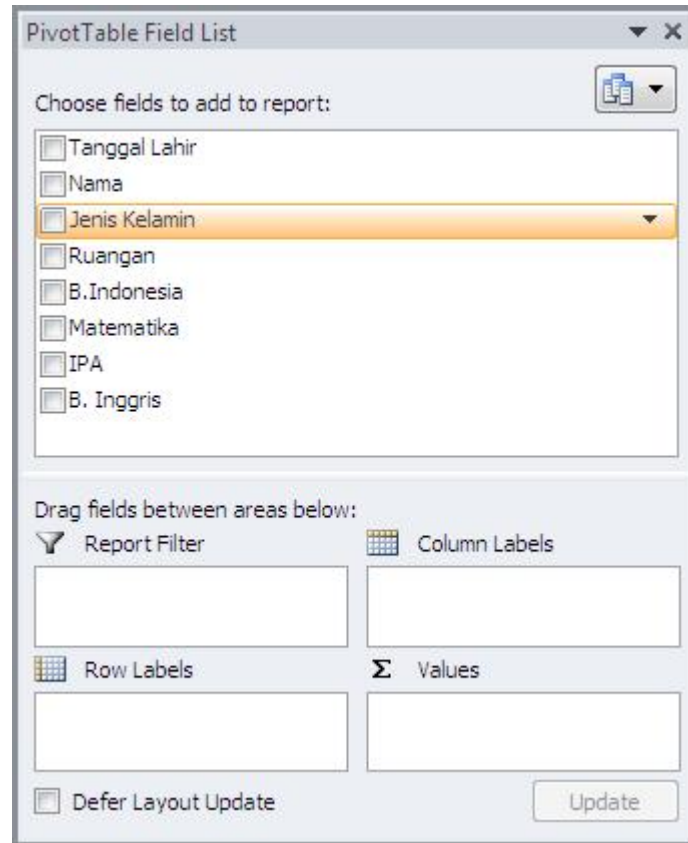 PivotTable Field List
Choose fields to add to report:
Tanggal Lahir
Nama
Jenis Kelamin
Ruangan
B.Indonesia
Matematika
IPA
B. Inggris
Drag fields between areas below:
Report Filter
Column Labels
Row Labels
Σ Values
Defer Layout Update
Update